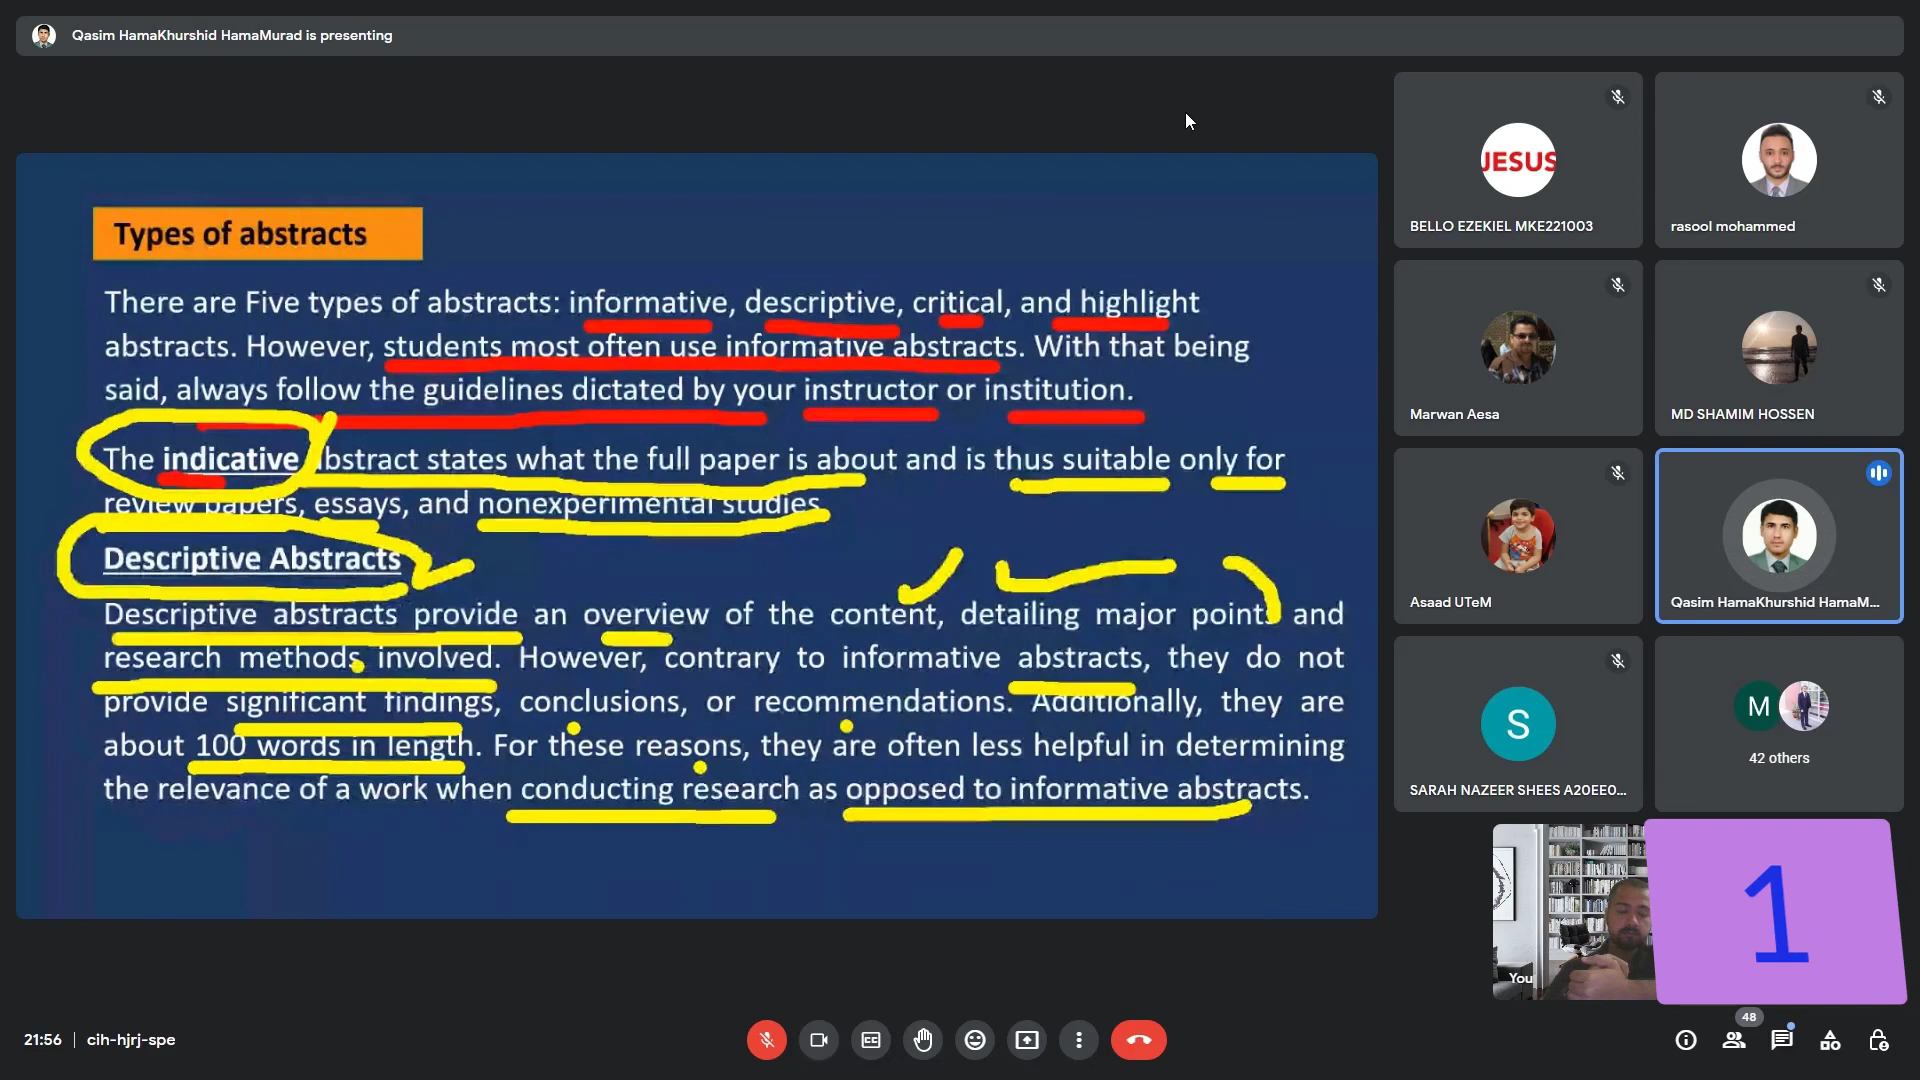 Qasim HamaKhurshid HamaMurad is presenting
Types of abstracts
There are Five types of abstracts: informative, descriptive, critical, and highlight
abstracts. However, students most often use informative abstracts. With that being
said, always follow the guidelines dictated by your instructor or institution.
The indicative abstract states what the full paper is about and is thus suitable only for
review papers, essays, and nonexperimental studies.
Descriptive Abstracts
Descriptive abstracts provide an overview of the content, detailing major points and
research methods involved. However, contrary to informative abstracts, they do not
provide significant findings, conclusions, or recommendations. Additionally, they are
about 100 words in length. For these reasons, they are often less helpful in determining
the relevance of a work when conducting research as opposed to informative abstracts.
JESUS
BELLO EZEKIEL MKE221003
rasool mohammed
Marwan Aesa
MD SHAMIM HOSSEN
Asaad UTeM
Qasim HamaKhurshid HamaM...
S
SARAH NAZEER SHEES A20EE0...
M
42 others
You
1
21:56 | cih-hjrj-spe
CC
48